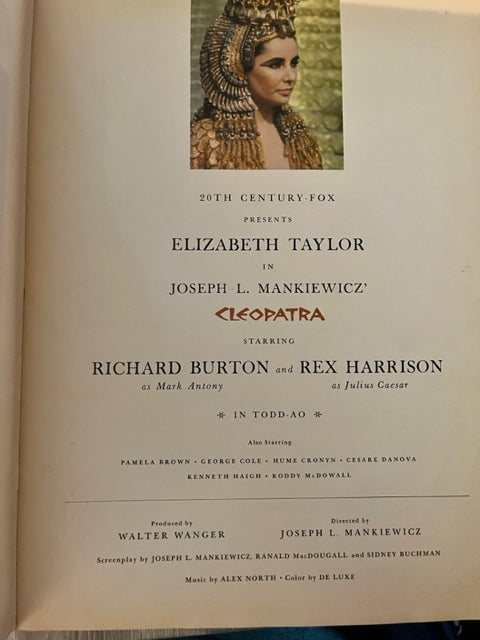 20TH CENTURY-FOX
PRESENTS
ELIZABETH TAYLOR
IN
JOSEPH L. MANKIEWICZ'
CLEOPATRA
STARRING
RICHARD BURTON and REX HARRISON
as Mark Antony as Julius Caesar
IN TODD-AO
Also Starring
PAMELA BROWN • GEORGE COLE • HUME CRONYN • CESARE DANOVA
KENNETH HAIGH • RODDY McDOWALL
Produced by Directed by
WALTER WANGER JOSEPH L. MANKIEWICZ
Screenplay by JOSEPH L. MANKIEWICZ, RANALD MacDOUGALL and SIDNEY BUCHMAN
Music by ALEX NORTH • Color by DE LUXE